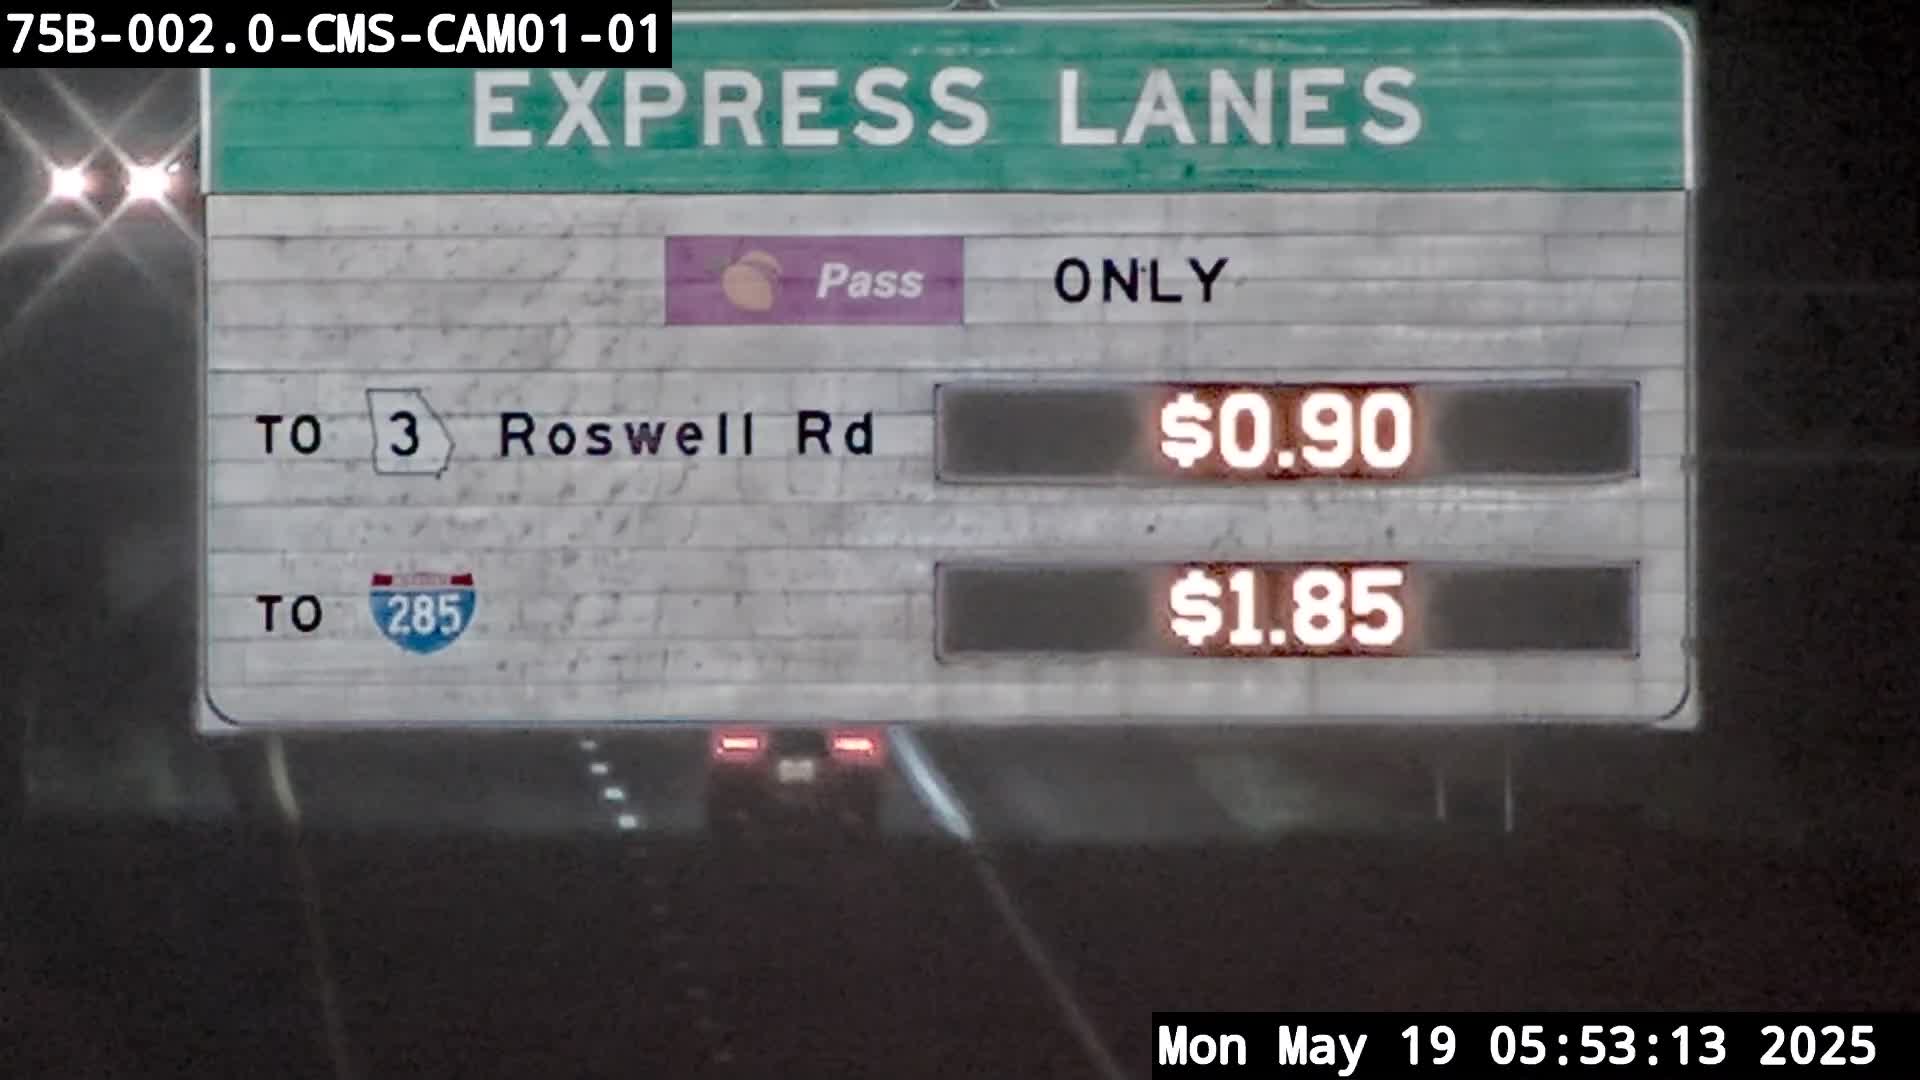 75B-002.0-CMS-CAM01-01
EXPRESS LANES
Pass ONLY
TO 3 Roswell Rd $0.90
TO 285 $1.85
Mon May 19 05:53:13 2025